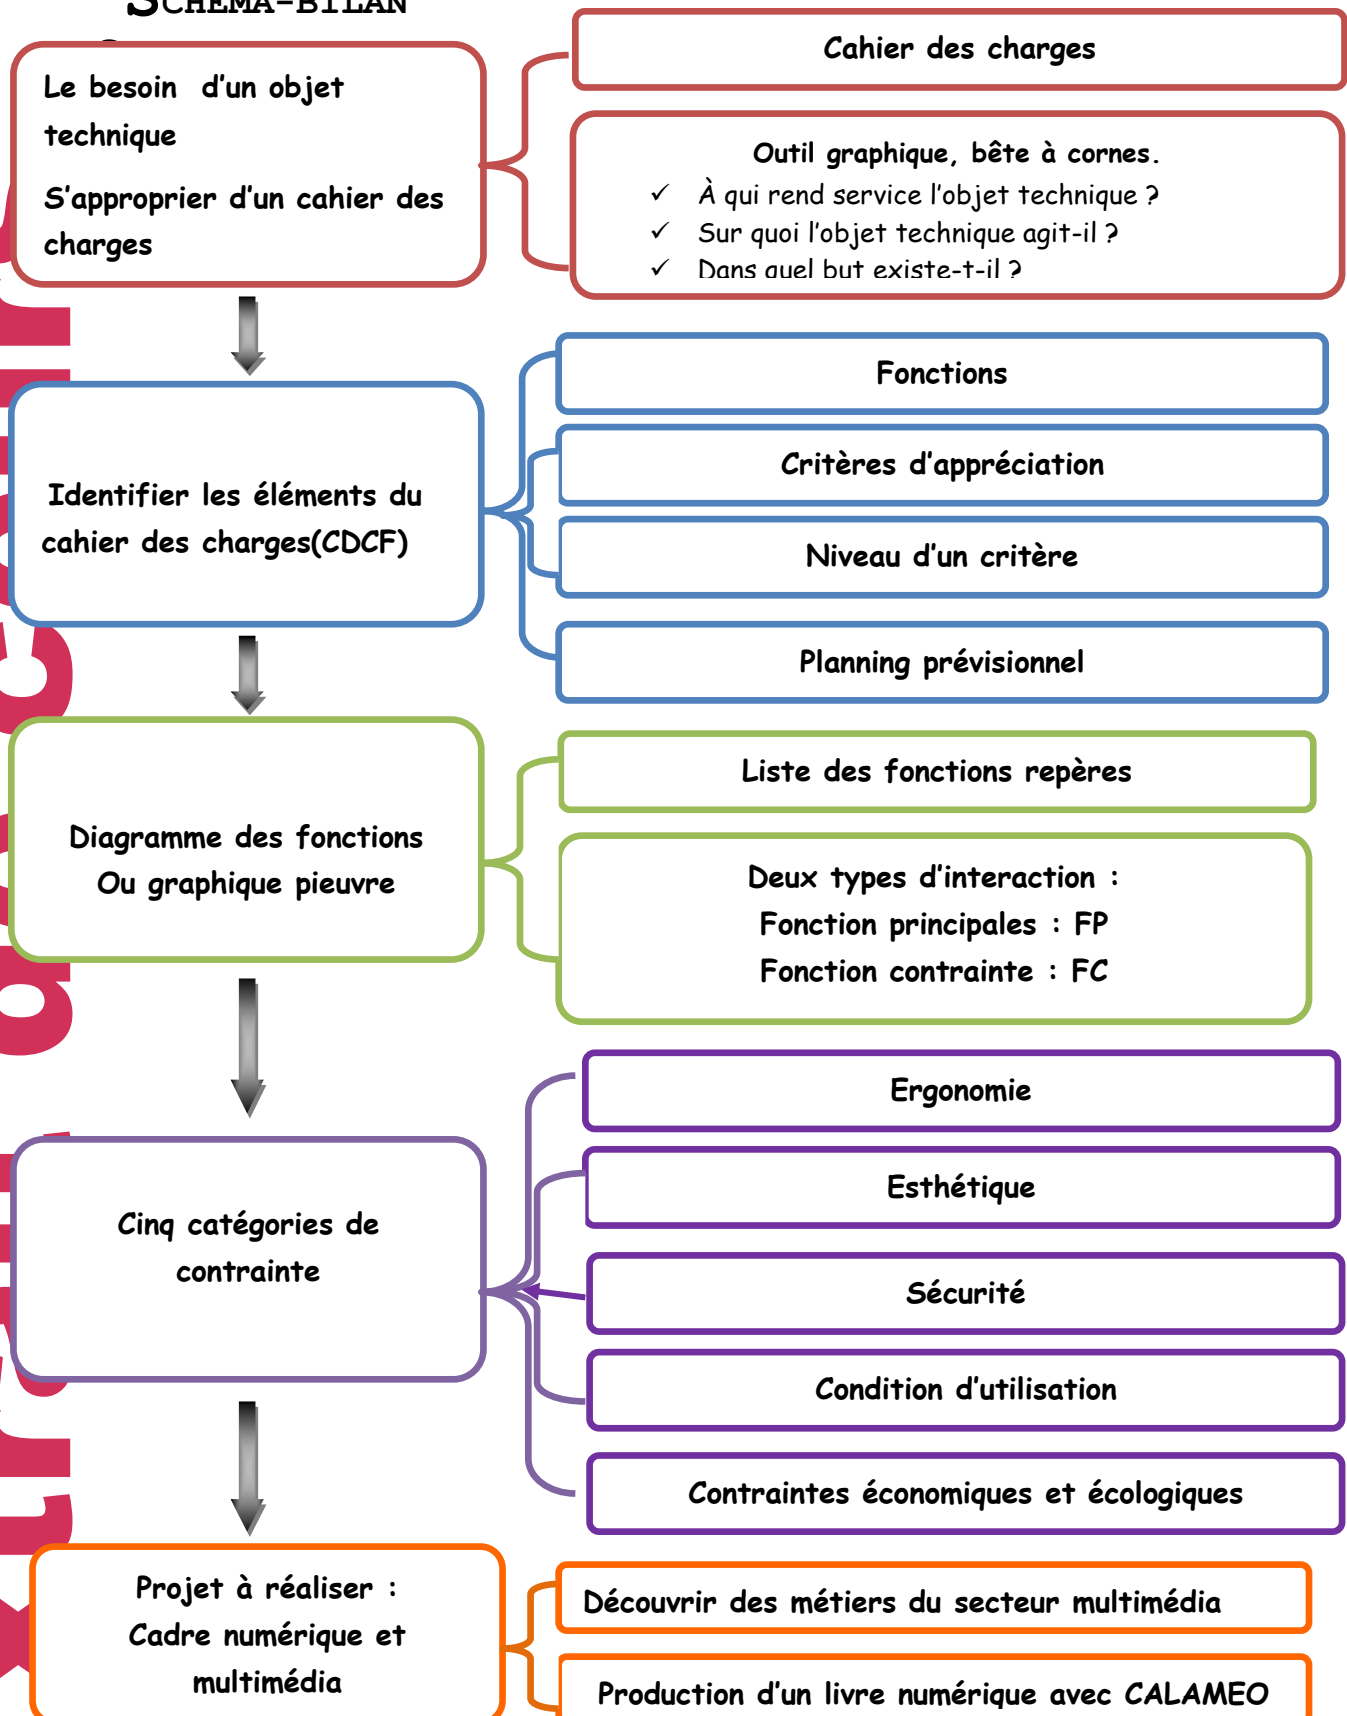 SCHEMA-BILAN
Cahier des charges
Le besoin  d’un objet
technique
S’approprier d’un cahier des
charges
Outil graphique, bête à cornes.
✓ À qui rend service l’objet technique ?
✓ Sur quoi l’objet technique agit-il ?
✓ Dans quel but existe-t-il ?
Fonctions
Critères d’appréciation
Identifier les éléments du
cahier des charges(CDCF)
Niveau d’un critère
Planning prévisionnel
Liste des fonctions repères
Diagramme des fonctions
Ou graphique pieuvre
Deux types d’interaction :
Fonction principales : FP
Fonction contrainte : FC
Ergonomie
Esthétique
Cinq catégories de
contrainte
Sécurité
Condition d’utilisation
Contraintes économiques et écologiques
Projet à réaliser :
Cadre numérique et
multimédia
Découvrir des métiers du secteur multimédia
Production d’un livre numérique avec CALAMEO